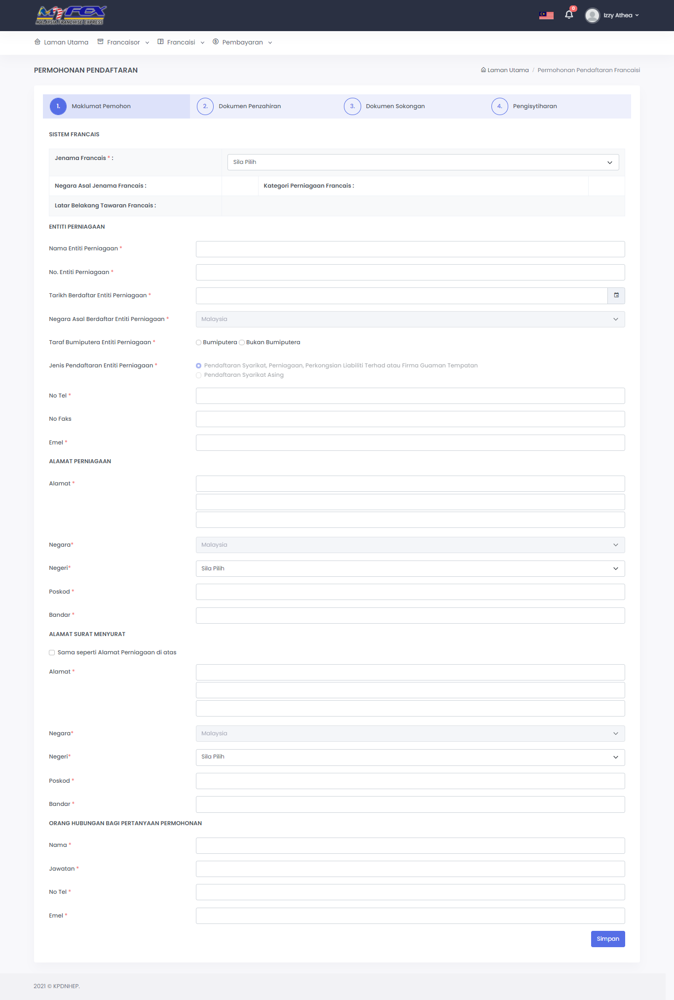 MyFEX
MALAYSIA FRANCHISE EXPRESS
0
Izzy Athea
Laman Utama
Francaisor
Francaisi
Pembayaran
PERMOHONAN PENDAFTARAN
Laman Utama / Permohonan Pendaftaran Francaisi
1. Maklumat Pemohon
2. Dokumen Penzahiran
3. Dokumen Sokongan
4. Pengisytiharan
SISTEM FRANCAIS
Jenama Francais * :
Sila Pilih
Negara Asal Jenama Francais :
Kategori Perniagaan Francais :
Latar Belakang Tawaran Francais :
ENTITI PERNIAGAAN
Nama Entiti Perniagaan *
No. Entiti Perniagaan *
Tarikh Berdaftar Entiti Perniagaan *
Negara Asal Berdaftar Entiti Perniagaan *
Malaysia
Taraf Bumiputera Entiti Perniagaan *
Bumiputera
Bukan Bumiputera
Jenis Pendaftaran Entiti Perniagaan *
Pendaftaran Syarikat, Perniagaan, Perkongsian Liabiliti Terhad atau Firma Guaman Tempatan
Pendaftaran Syarikat Asing
No Tel *
No Faks
Emel *
ALAMAT PERNIAGAAN
Alamat *
Negara*
Malaysia
Negeri*
Sila Pilih
Poskod *
Bandar *
ALAMAT SURAT MENYURAT
Sama seperti Alamat Perniagaan di atas
Alamat *
Negara*
Malaysia
Negeri*
Sila Pilih
Poskod *
Bandar *
ORANG HUBUNGAN BAGI PERTANYAAN PERMOHONAN
Nama *
Jawatan *
No Tel *
Emel *
Simpan
2021 © KPDNHEP.